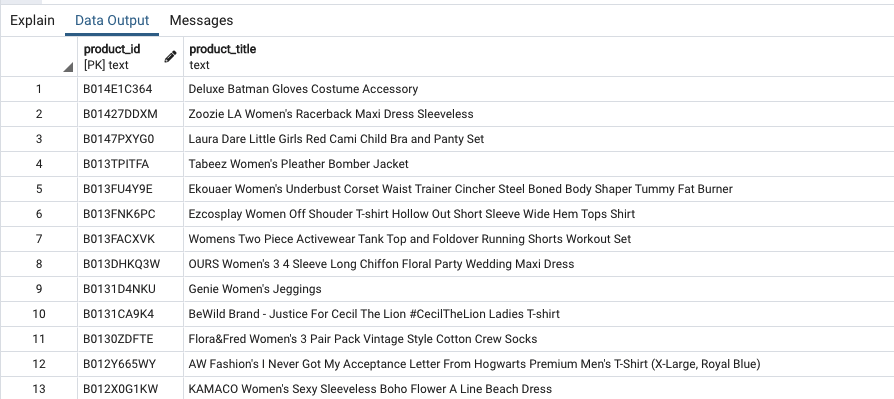 Explain Data Output Messages
product_id product_title
[PK] text text
1 B014E1C364 Deluxe Batman Gloves Costume Accessory
2 B01427DDXM Zoozie LA Women's Racerback Maxi Dress Sleeveless
3 B0147PXYG0 Laura Dare Little Girls Red Cami Child Bra and Panty Set
4 B013TPITFA Tabeez Women's Pleather Bomber Jacket
5 B013FU4Y9E Ekouaer Women's Underbust Corset Waist Trainer Cincher Steel Boned Body Shaper Tummy Fat Burner
6 B013FNK6PC Ezcosplay Women Off Shouder T-shirt Hollow Out Short Sleeve Wide Hem Tops Shirt
7 B013FACXVK Womens Two Piece Activewear Tank Top and Foldover Running Shorts Workout Set
8 B013DHKQ3W OURS Women's 3 4 Sleeve Long Chiffon Floral Party Wedding Maxi Dress
9 B0131D4NKU Genie Women's Jeggings
10 B0131CA9K4 BeWild Brand - Justice For Cecil The Lion #CecilTheLion Ladies T-shirt
11 B0130ZDFTE Flora&Fred Women's 3 Pair Pack Vintage Style Cotton Crew Socks
12 B012Y665WY AW Fashion's I Never Got My Acceptance Letter From Hogwarts Premium Men's T-Shirt (X-Large, Royal Blue)
13 B012X0G1KW KAMACO Women's Sexy Sleeveless Boho Flower A Line Beach Dress